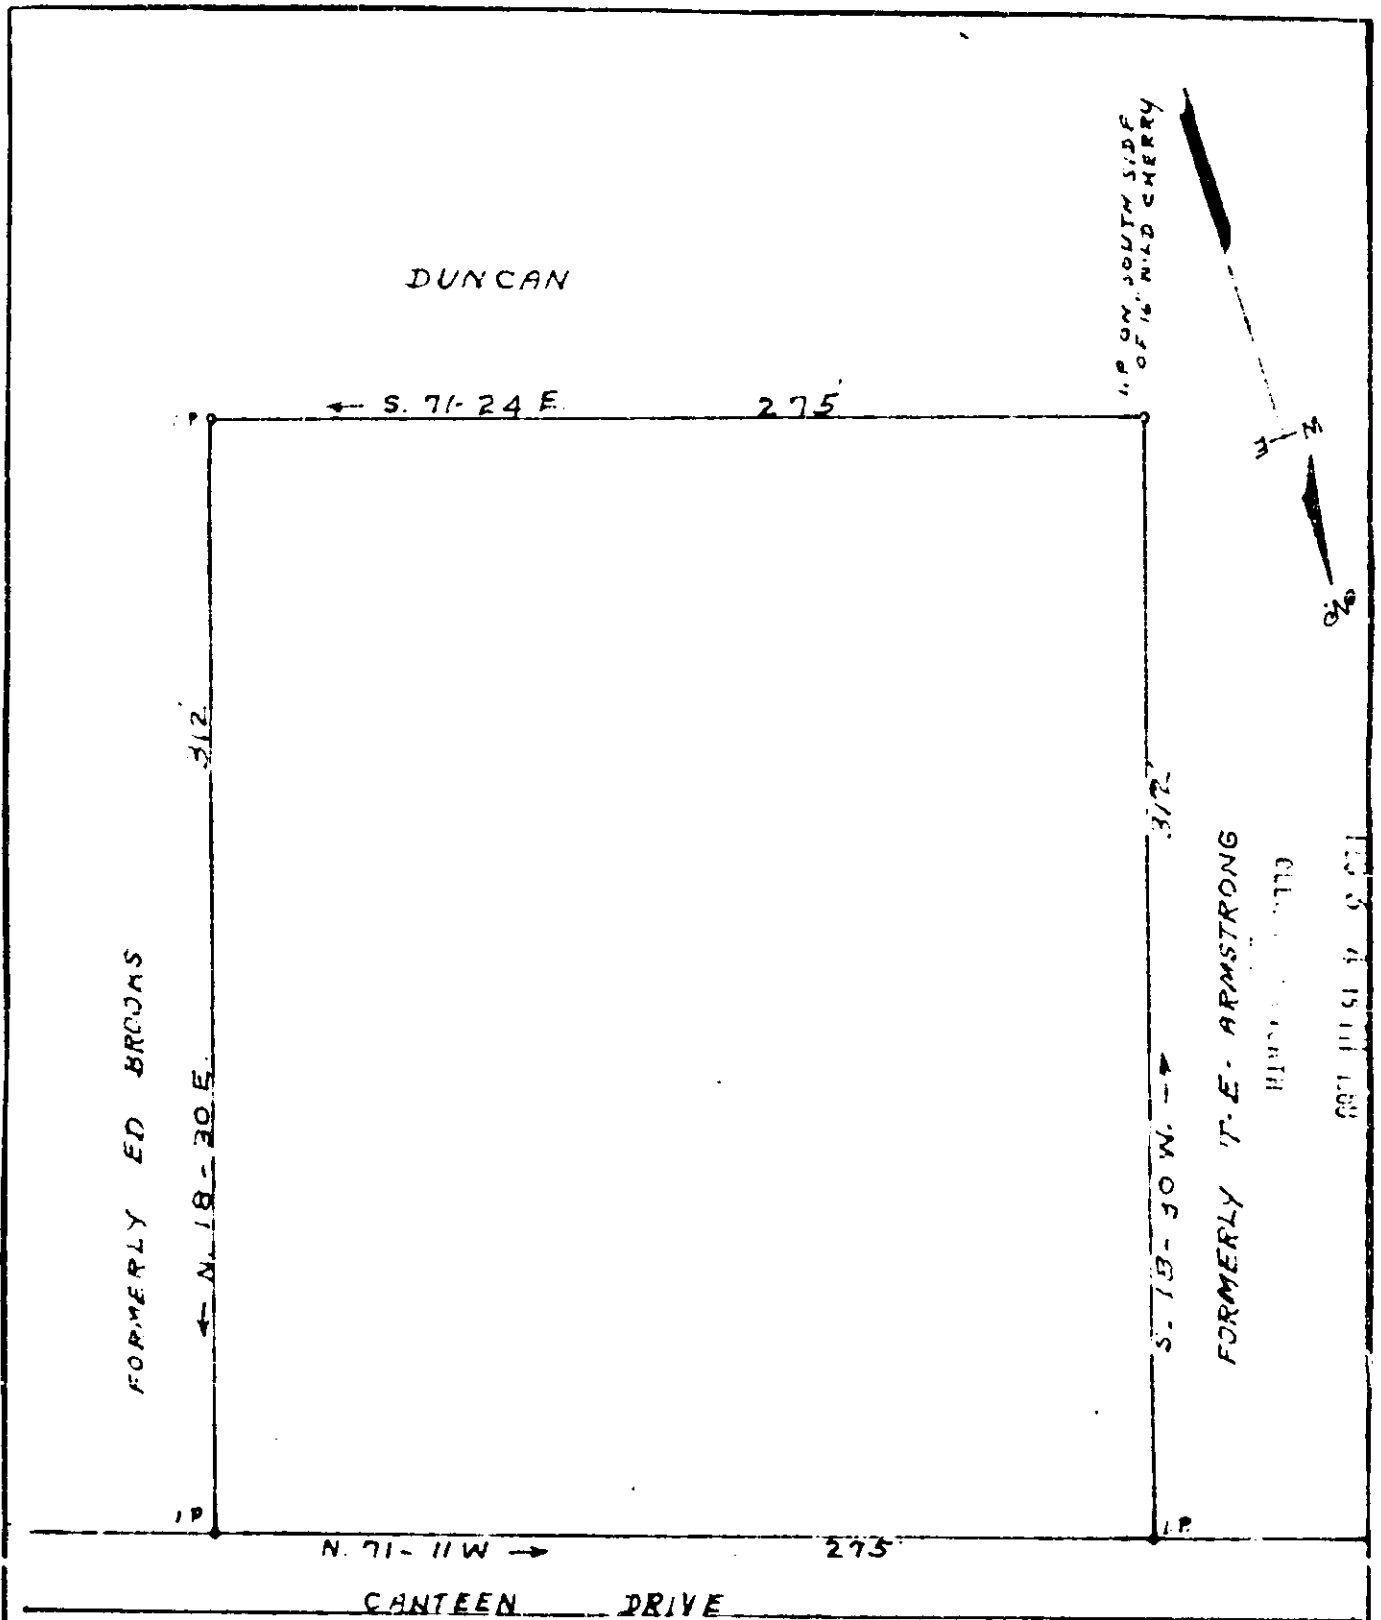 I.P ON SOUTH SIDE
OF 16" WILD CHERRY
DUNCAN
← S. 71-24 E. 275'
P
312'
312'
FORMERLY ED BROOKS
← N. 18-30 E.
S. 18-30 W. →
FORMERLY T. E. ARMSTRONG
I P
I.P.
N. 71-11 W → 275'
CANTEEN DRIVE